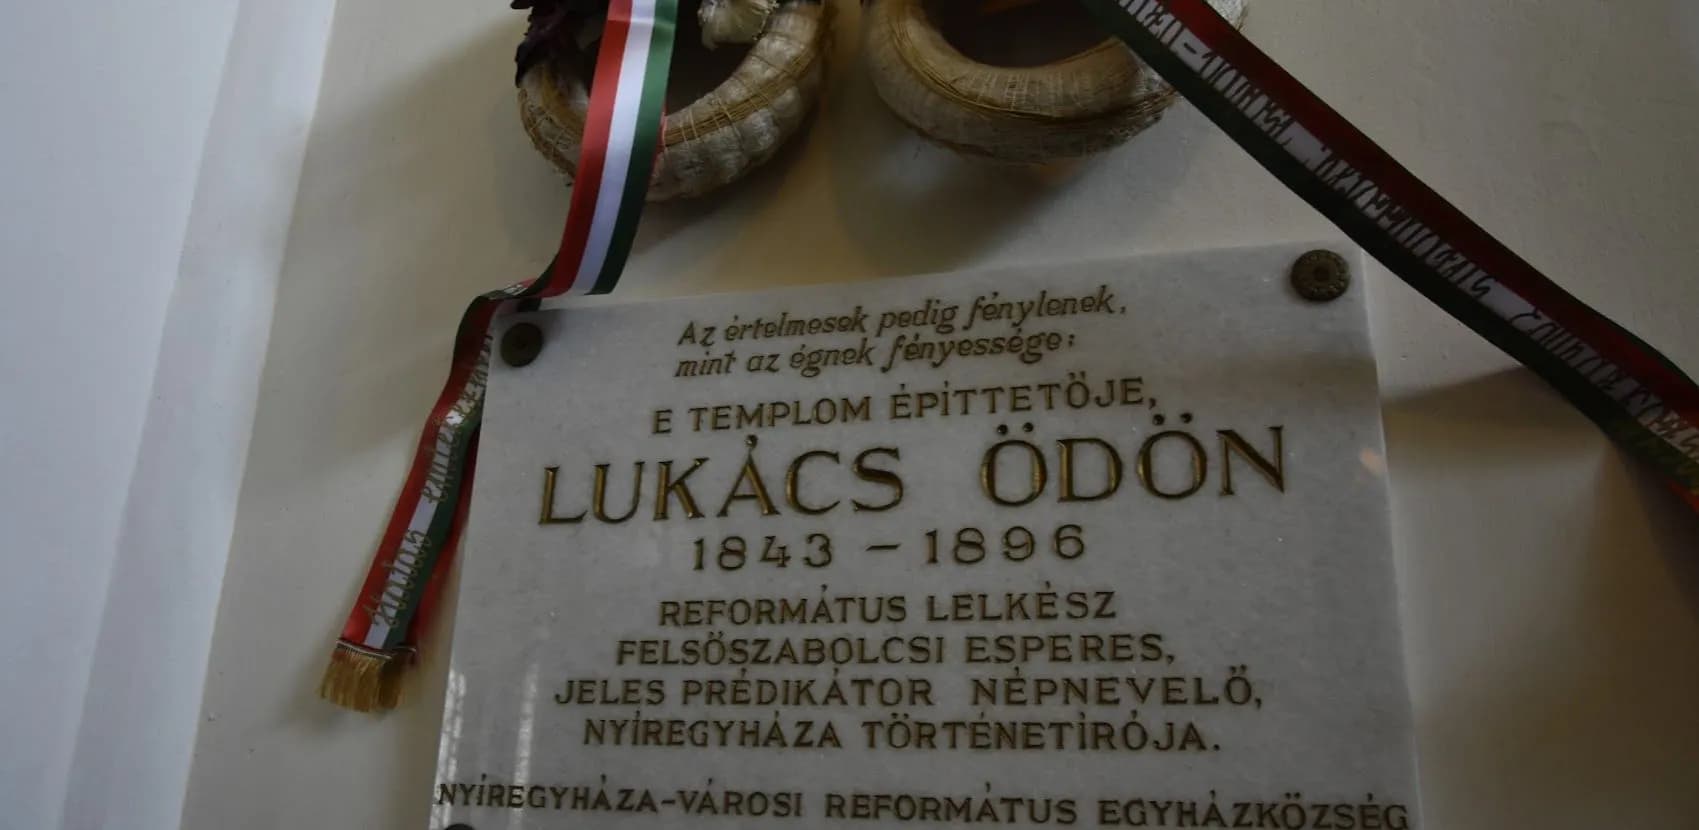 Az értelmesek pedig fénylenek,
mint az égnek fényessége:
E TEMPLOM ÉPÍTTETŐJE,
LUKÁCS ÖDÖN
1843 – 1896
REFORMÁTUS LELKÉSZ
FELSŐSZABOLCSI ESPERES,
JELES PRÉDIKÁTOR NÉPNEVELŐ,
NYÍREGYHÁZA TÖRTÉNETÍRÓJA.
NYÍREGYHÁZA-VÁROSI REFORMÁTUS EGYHÁZKÖZSÉG